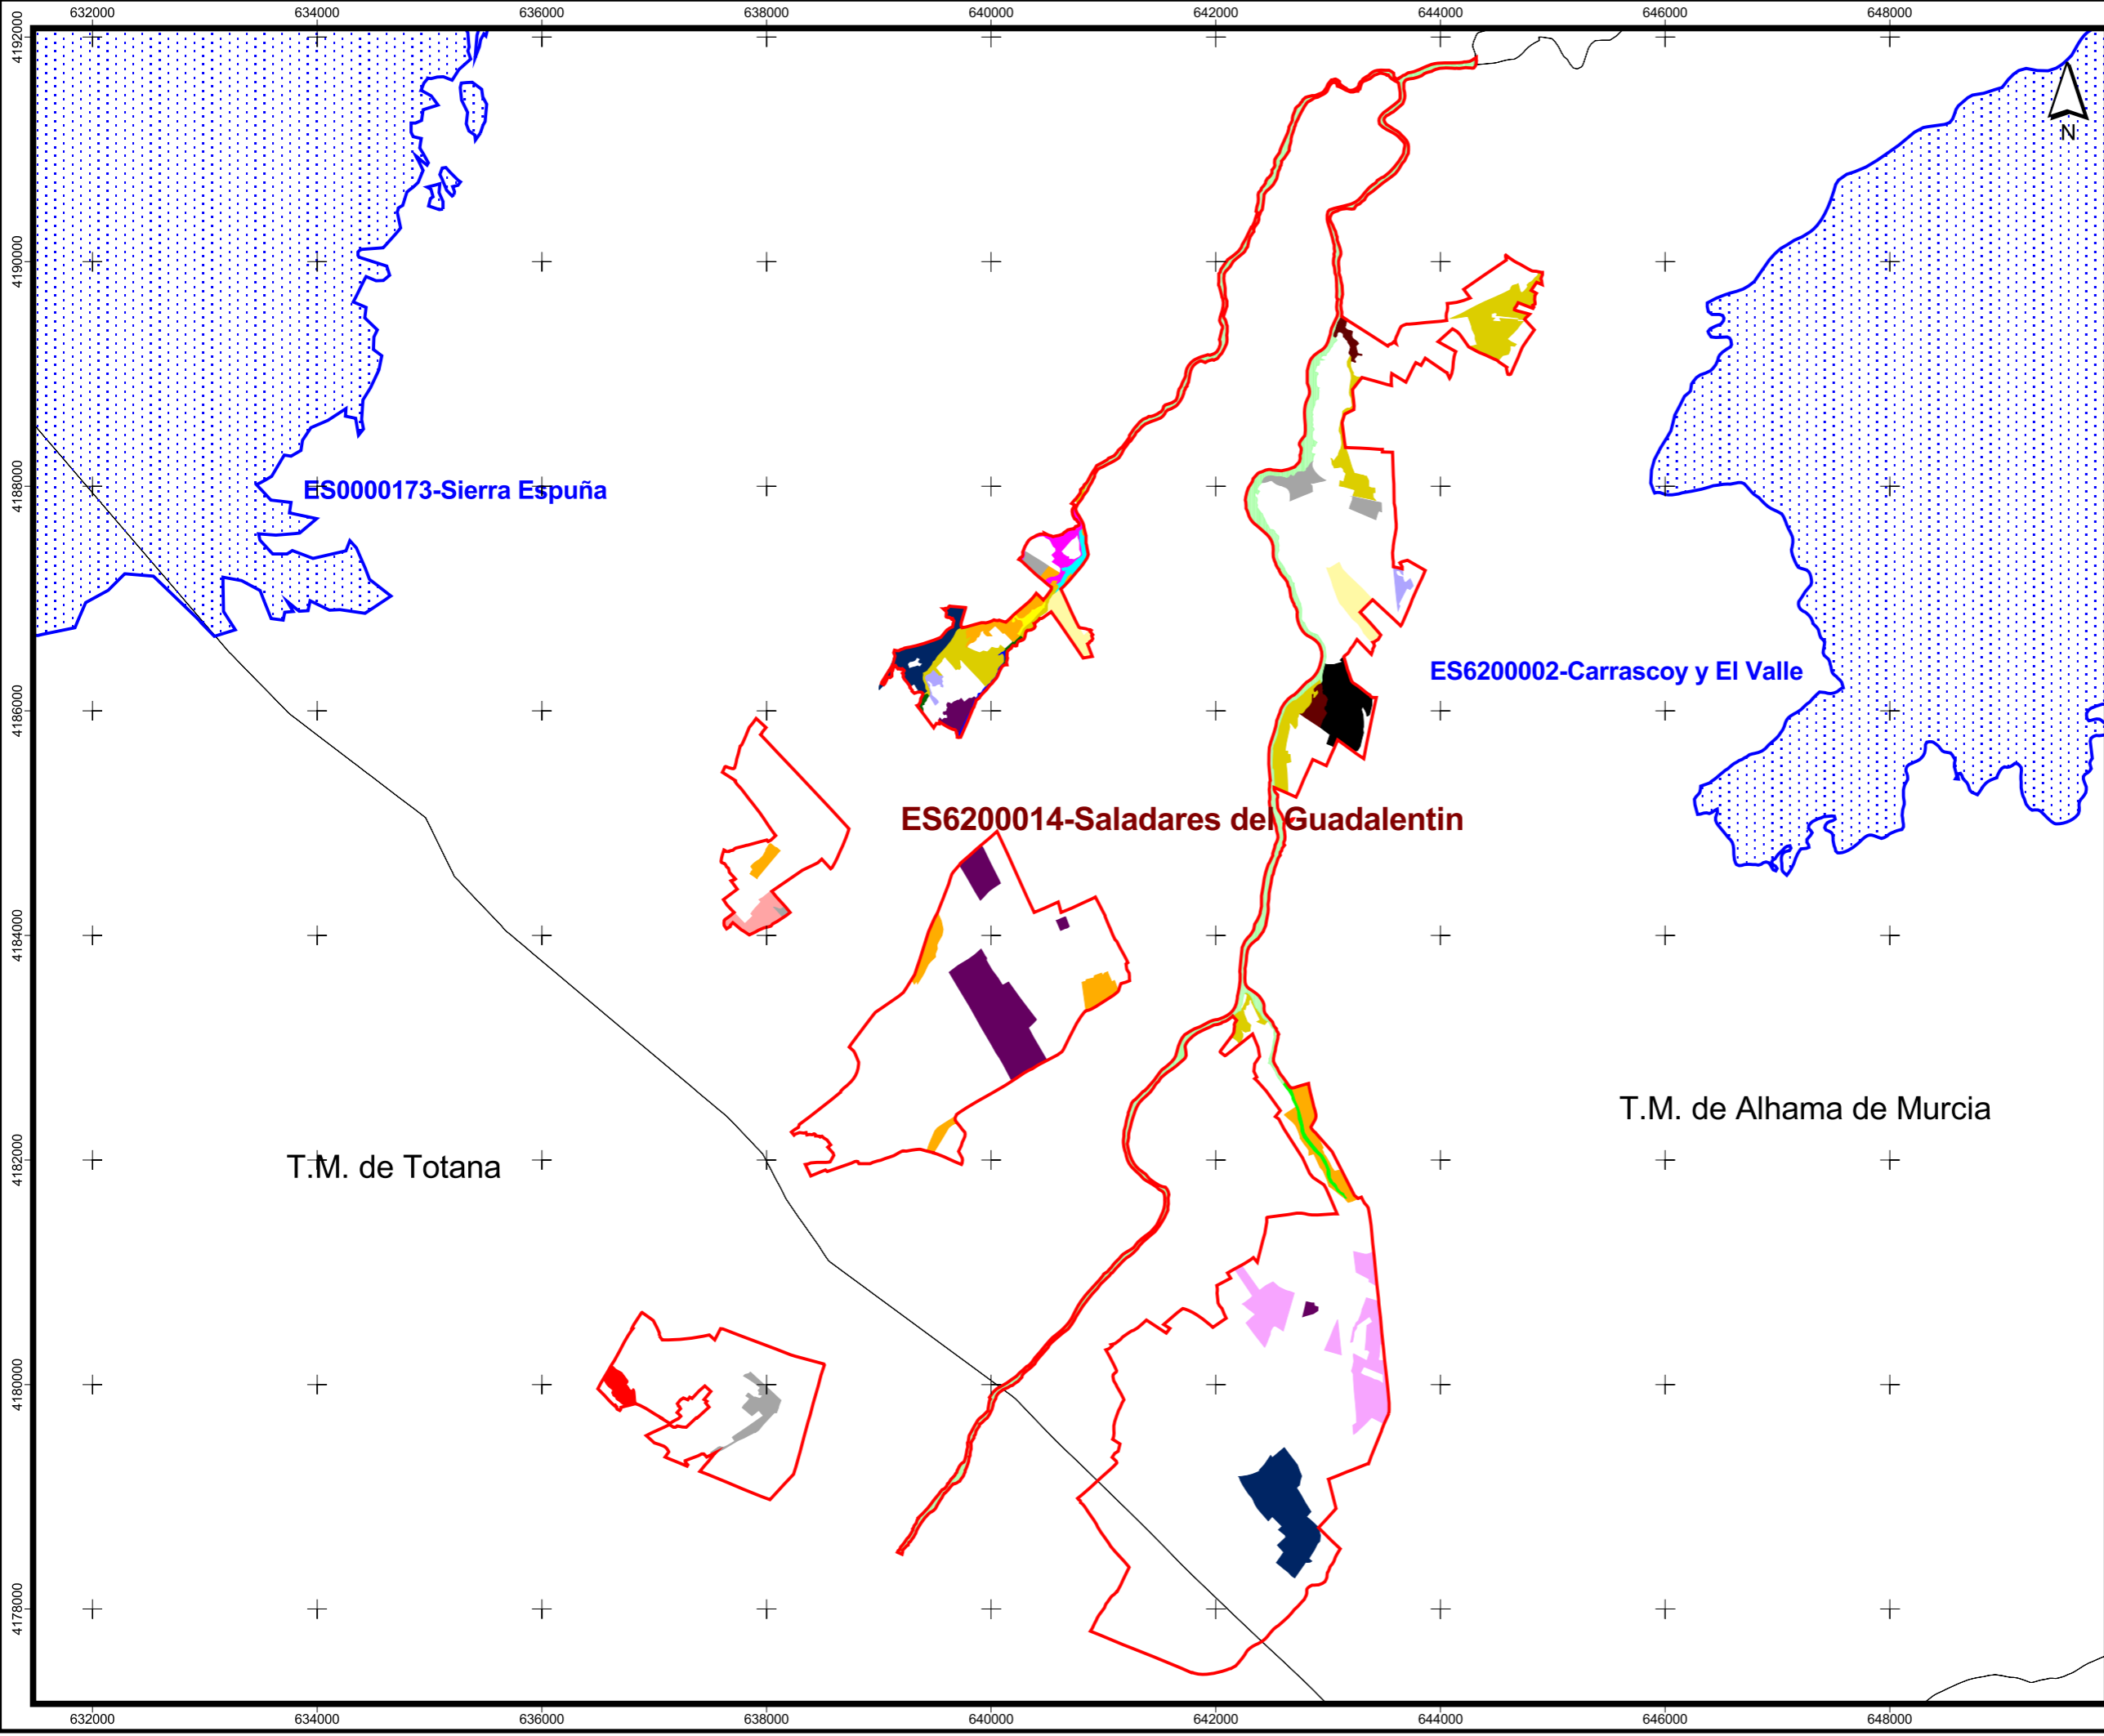 632000 634000 636000 638000 640000 642000 644000 646000 648000
4192000
N
4190000
4188000
ES0000173-Sierra Espuña
ES6200002-Carrascoy y El Valle
4186000
ES6200014-Saladares del Guadalentin
4184000
T.M. de Alhama de Murcia
4182000
T.M. de Totana
4180000
4178000
632000 634000 636000 638000 640000 642000 644000 646000 648000